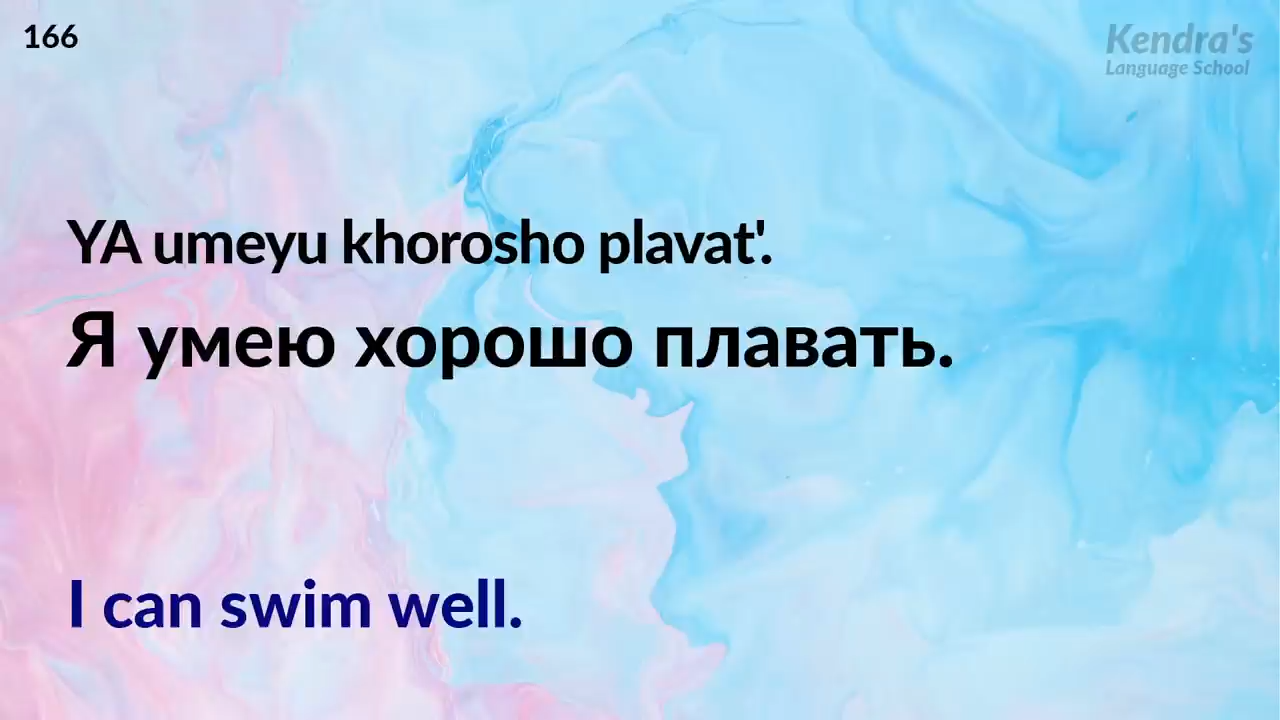 166
Kendra's
Language School
YA umeyu khorosho plavat'.
Я умею хорошо плавать.
I can swim well.